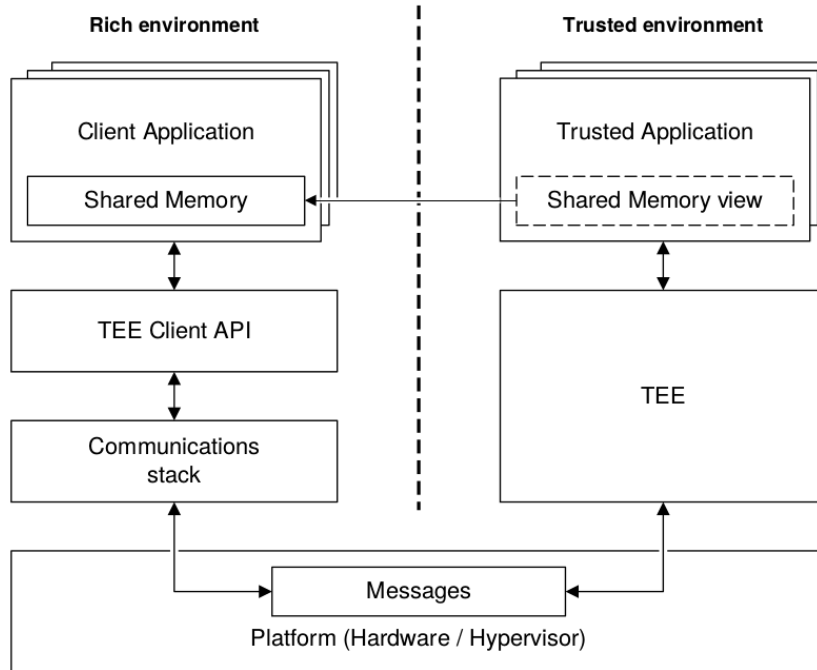 Rich environment
Trusted environment
Client Application
Trusted Application
Shared Memory
Shared Memory view
TEE Client API
TEE
Communications
stack
Messages
Platform (Hardware / Hypervisor)